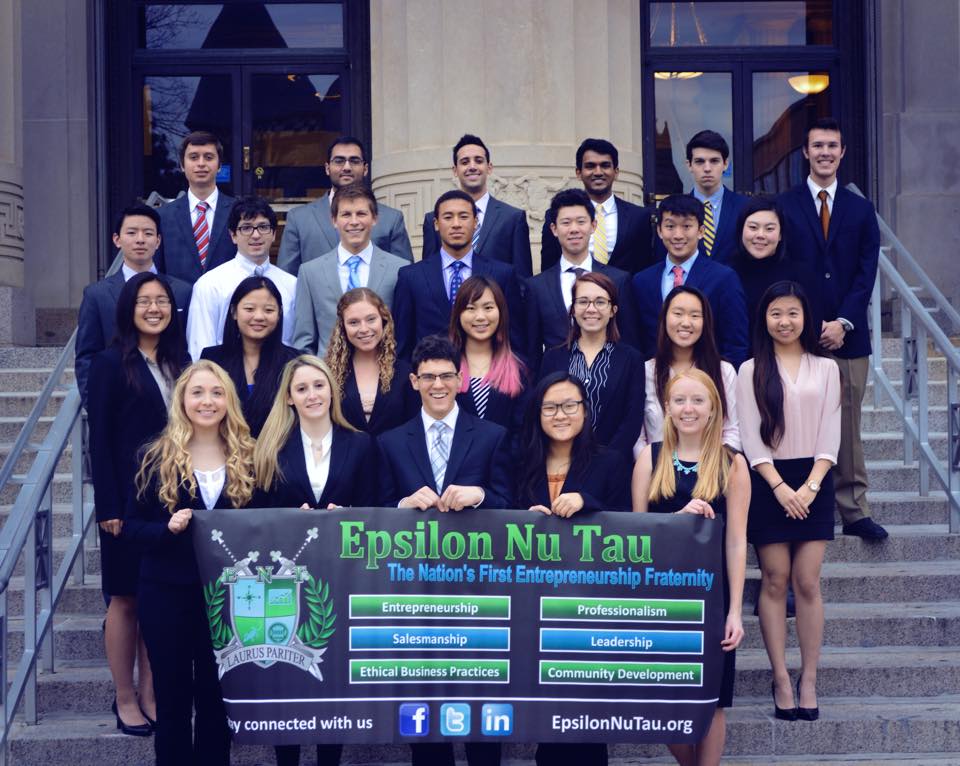 Epsilon Nu Tau
The Nation's First Entrepreneurship Fraternity
E N T
LAURUS PARITER
Entrepreneurship
Professionalism
Salesmanship
Leadership
Ethical Business Practices
Community Development
connected with us
f
t
in
EpsilonNuTau.org